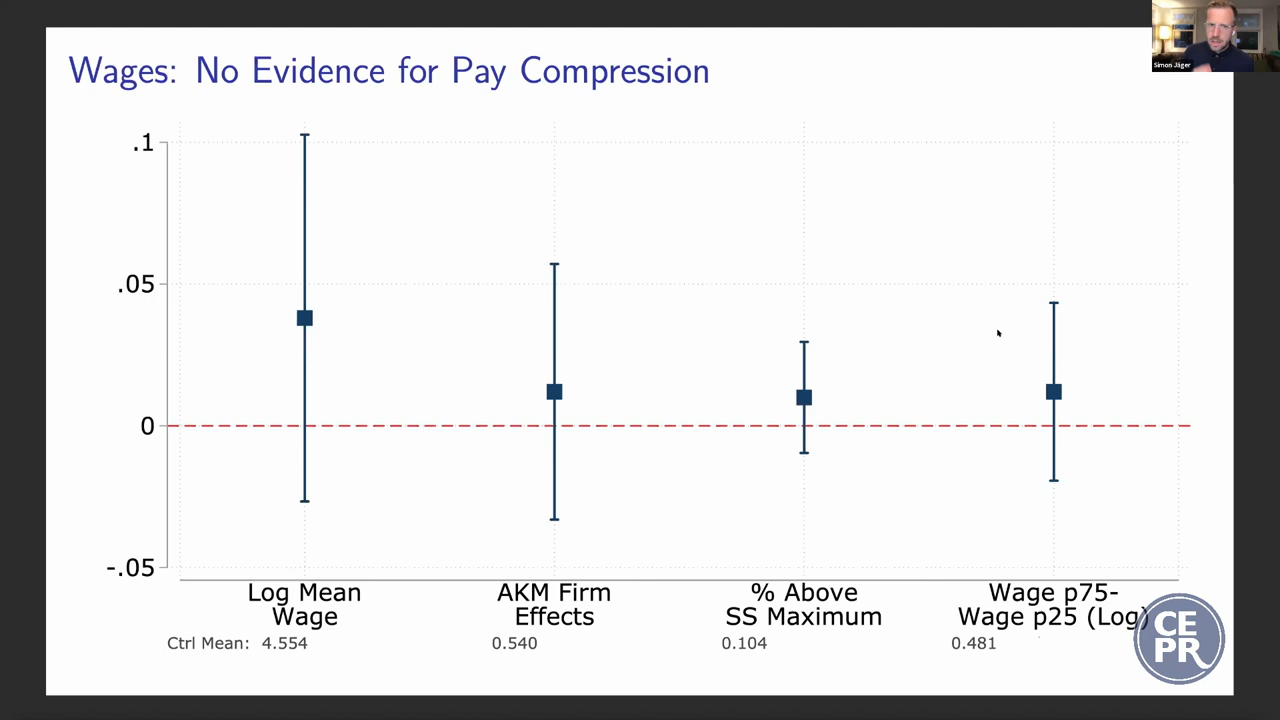 Wages: No Evidence for Pay Compression
Simon Jäger
.1
.05
0
-.05
Log Mean
Wage
AKM Firm
Effects
% Above
SS Maximum
Wage p75-
Wage p25 (Log)
Ctrl Mean: 4.554 0.540 0.104 0.481
CE
PR